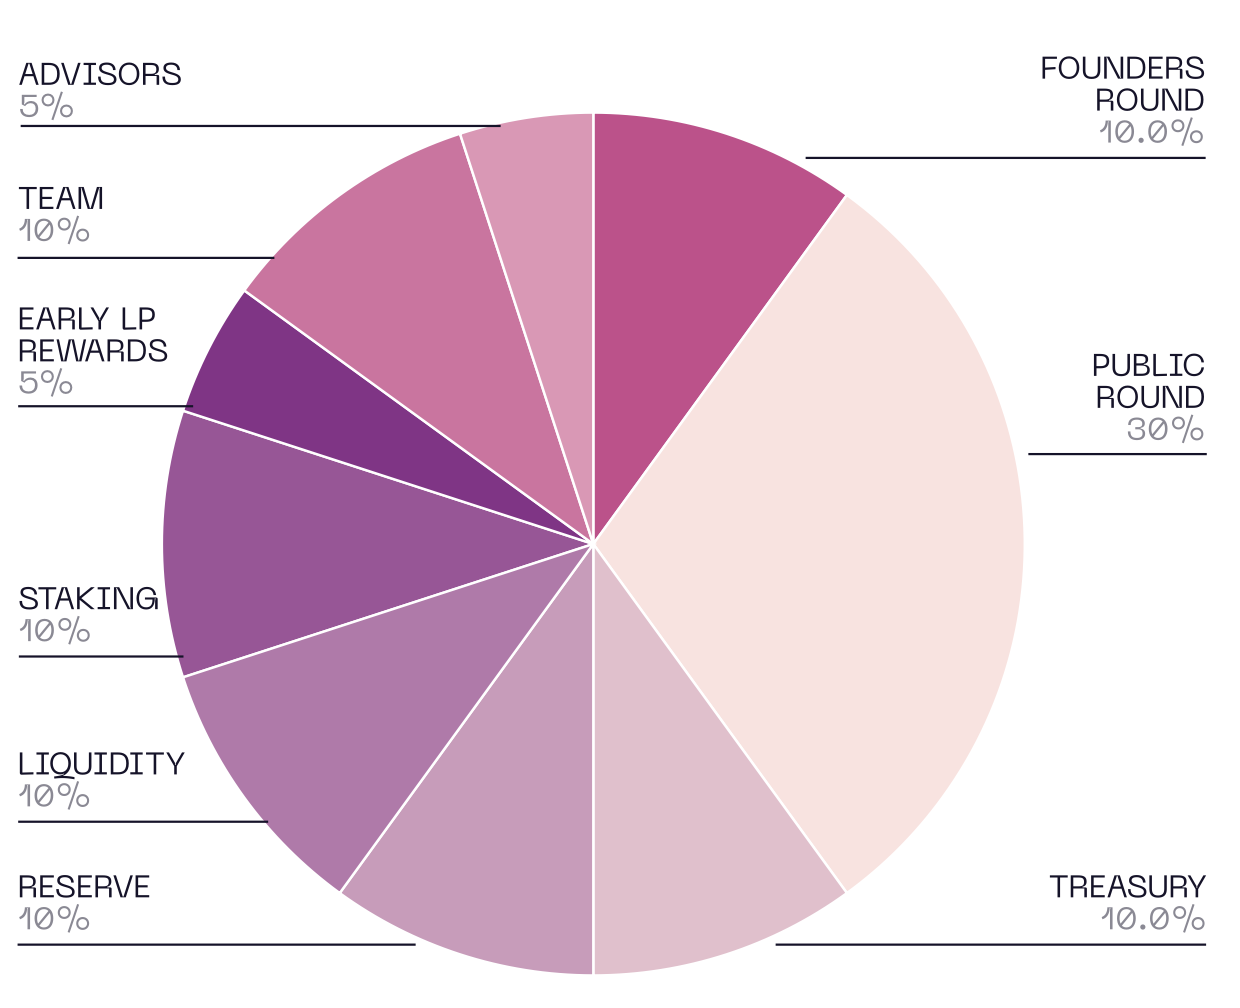 ADVISORS
5%
TEAM
10%
EARLY LP
REWARDS
5%
STAKING
10%
LIQUIDITY
10%
RESERVE
10%
FOUNDERS
ROUND
10.0%
PUBLIC
ROUND
30%
TREASURY
10.0%